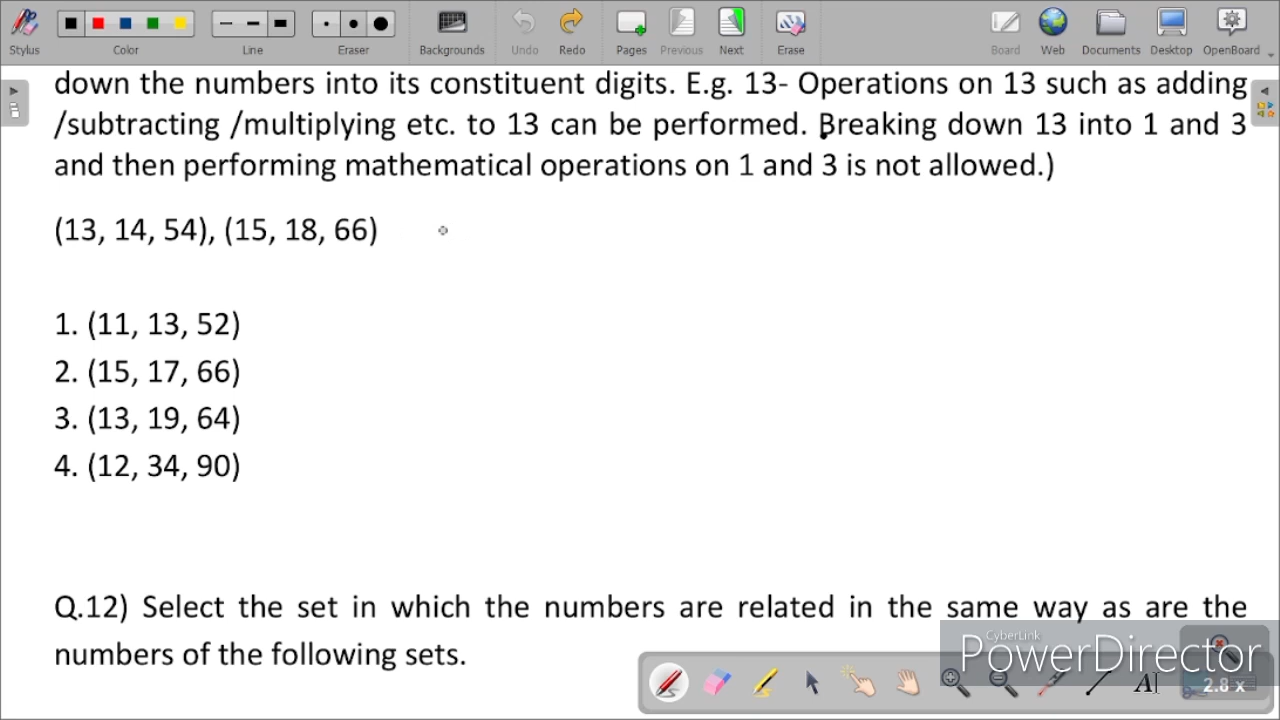 Stylus Color Line Eraser Backgrounds Undo Redo Pages Previous Next Erase Board Web Documents Desktop OpenBoard
down the numbers into its constituent digits. E.g. 13- Operations on 13 such as adding
/subtracting /multiplying etc. to 13 can be performed. Breaking down 13 into 1 and 3
and then performing mathematical operations on 1 and 3 is not allowed.)
(13, 14, 54), (15, 18, 66)
1. (11, 13, 52)
2. (15, 17, 66)
3. (13, 19, 64)
4. (12, 34, 90)
Q.12) Select the set in which the numbers are related in the same way as are the
numbers of the following sets.
CyberLink
PowerDirector
2.8 x